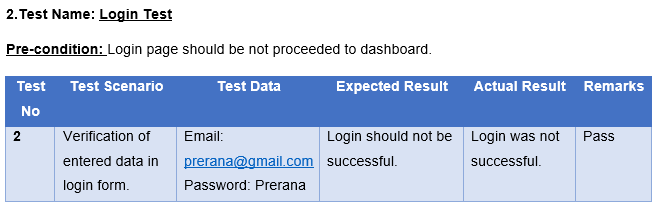 2.Test Name: Login Test
Pre-condition: Login page should be not proceeded to dashboard.
Test No Test Scenario Test Data Expected Result Actual Result Remarks
2 Verification of entered data in login form. Email: prerana@gmail.com Password: Prerana Login should not be successful. Login was not successful. Pass